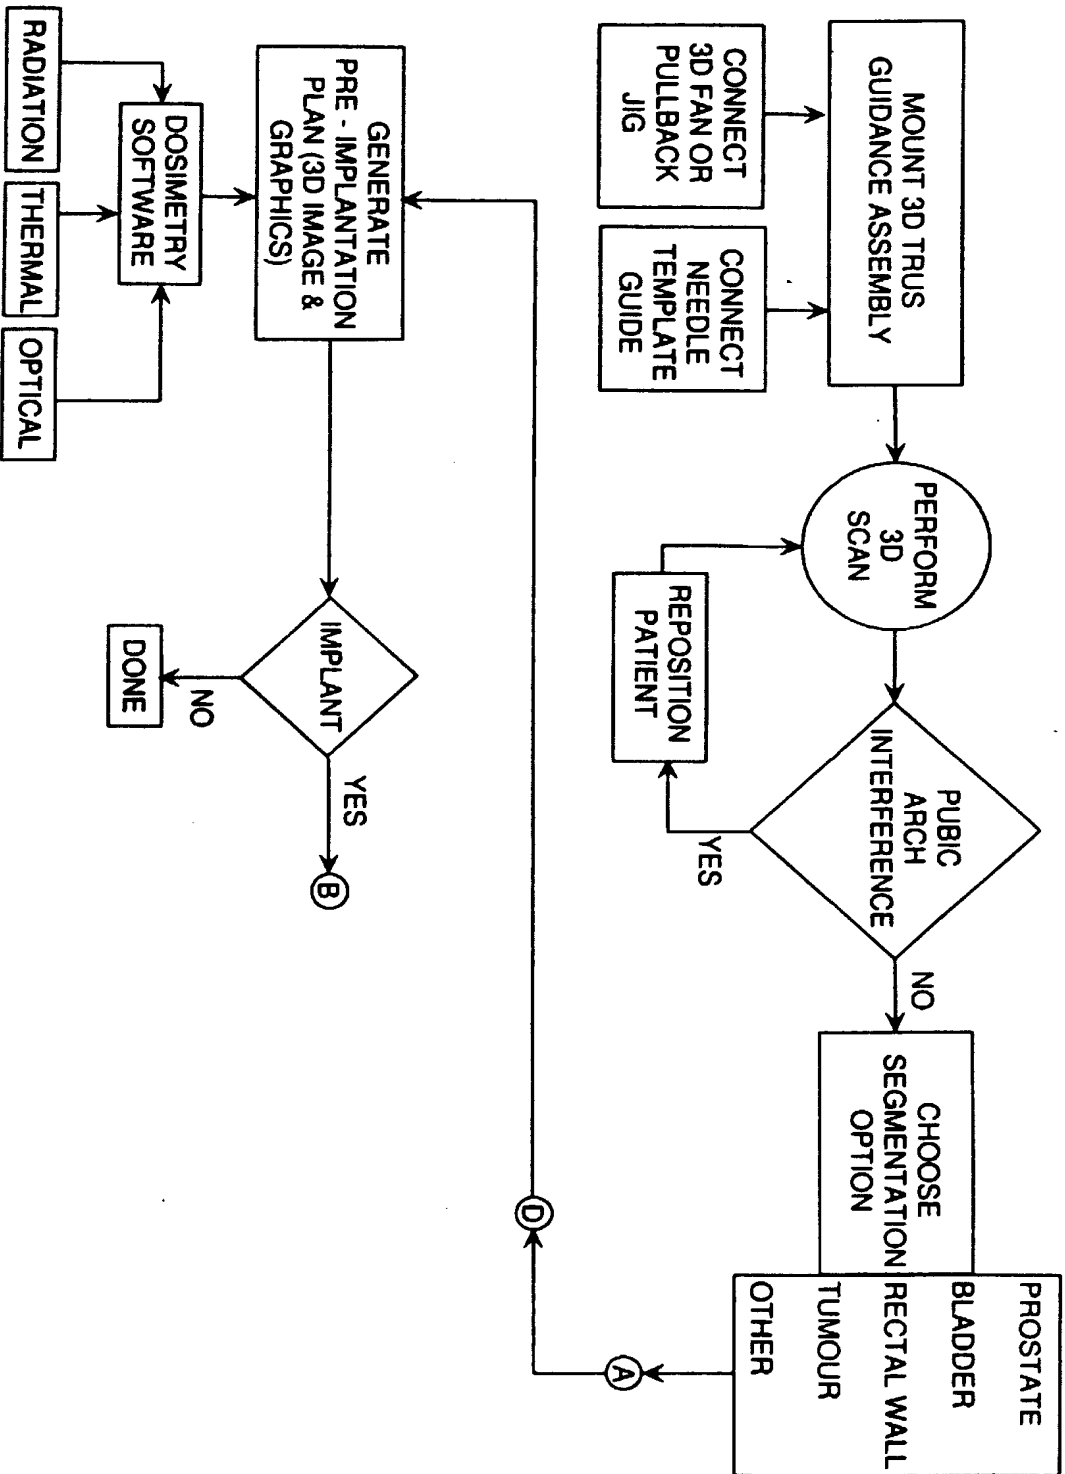 MOUNT 3D TRUS
GUIDANCE ASSEMBLY
CONNECT
3D FAN OR
PULLBACK
JIG
CONNECT
NEEDLE
TEMPLATE
GUIDE
PERFORM
3D
SCAN
REPOSITION
PATIENT
PUBIC
ARCH
INTERFERENCE
YES
NO
CHOOSE
SEGMENTATION
OPTION
PROSTATE
BLADDER
RECTAL WALL
TUMOUR
OTHER
A
D
GENERATE
PRE - IMPLANTATION
PLAN (3D IMAGE &
GRAPHICS)
DOSIMETRY
SOFTWARE
RADIATION
THERMAL
OPTICAL
IMPLANT
YES
B
NO
DONE